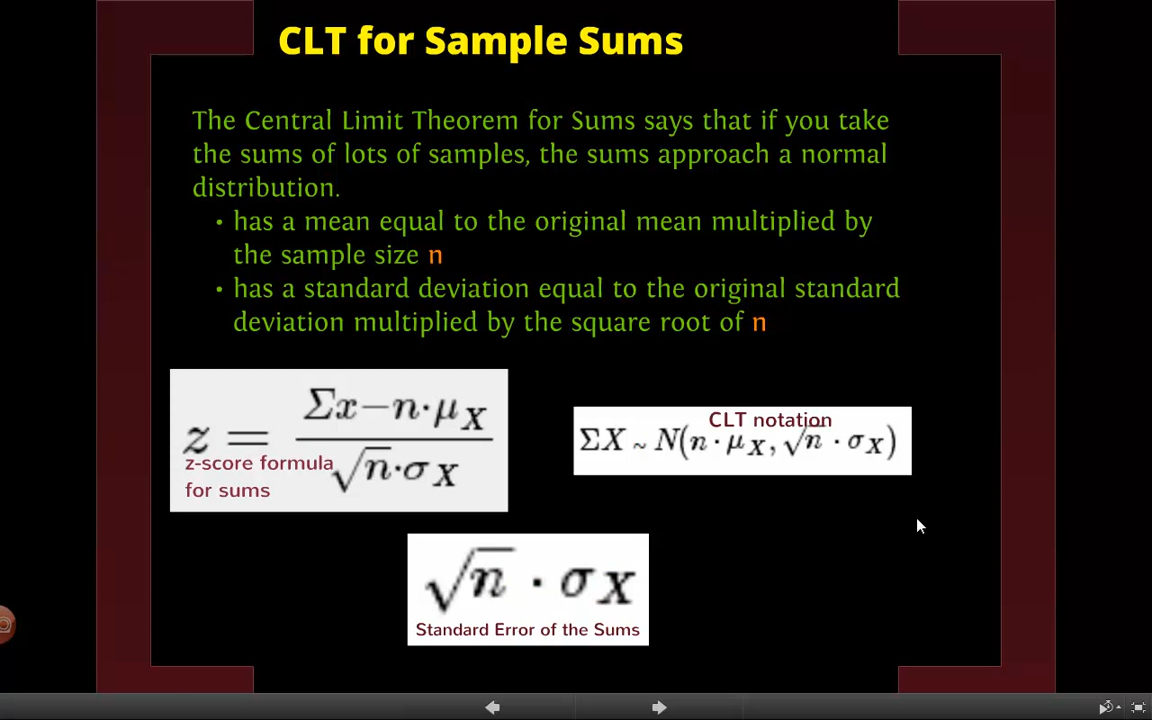 CLT for Sample Sums
The Central Limit Theorem for Sums says that if you take
the sums of lots of samples, the sums approach a normal
distribution.
• has a mean equal to the original mean multiplied by
the sample size n
• has a standard deviation equal to the original standard
deviation multiplied by the square root of n
z = (Σx−n·μ_X)/(√n·σ_X)
z-score formula
for sums
CLT notation
ΣX ~ N(n · μ_X, √n · σ_X)
√n · σ_X
Standard Error of the Sums